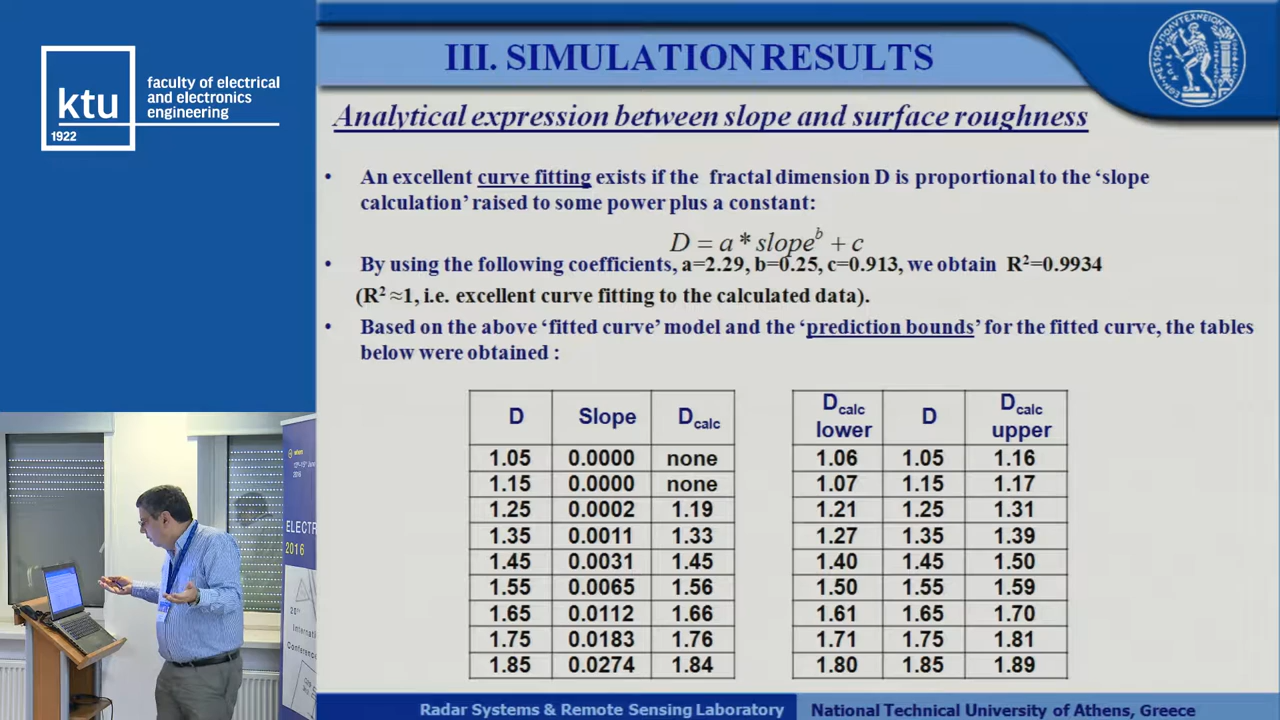 ktu
1922
faculty of electrical
and electronics
engineering
III. SIMULATION RESULTS
Analytical expression between slope and surface roughness
• An excellent curve fitting exists if the fractal dimension D is proportional to the ‘slope
calculation’ raised to some power plus a constant:
D = a * slope^b + c
• By using the following coefficients, a=2.29, b=0.25, c=0.913, we obtain R²=0.9934
(R² ≈1, i.e. excellent curve fitting to the calculated data).
• Based on the above ‘fitted curve’ model and the ‘prediction bounds’ for the fitted curve, the tables
below were obtained :
D Slope Dcalc
1.05 0.0000 none
1.15 0.0000 none
1.25 0.0002 1.19
1.35 0.0011 1.33
1.45 0.0031 1.45
1.55 0.0065 1.56
1.65 0.0112 1.66
1.75 0.0183 1.76
1.85 0.0274 1.84
Dcalc lower D Dcalc upper
1.06 1.05 1.16
1.07 1.15 1.17
1.21 1.25 1.31
1.27 1.35 1.39
1.40 1.45 1.50
1.50 1.55 1.59
1.61 1.65 1.70
1.71 1.75 1.81
1.80 1.85 1.89
ELECTR
2016
20th
Internati
Conference
Radar Systems & Remote Sensing Laboratory
National Technical University of Athens, Greece